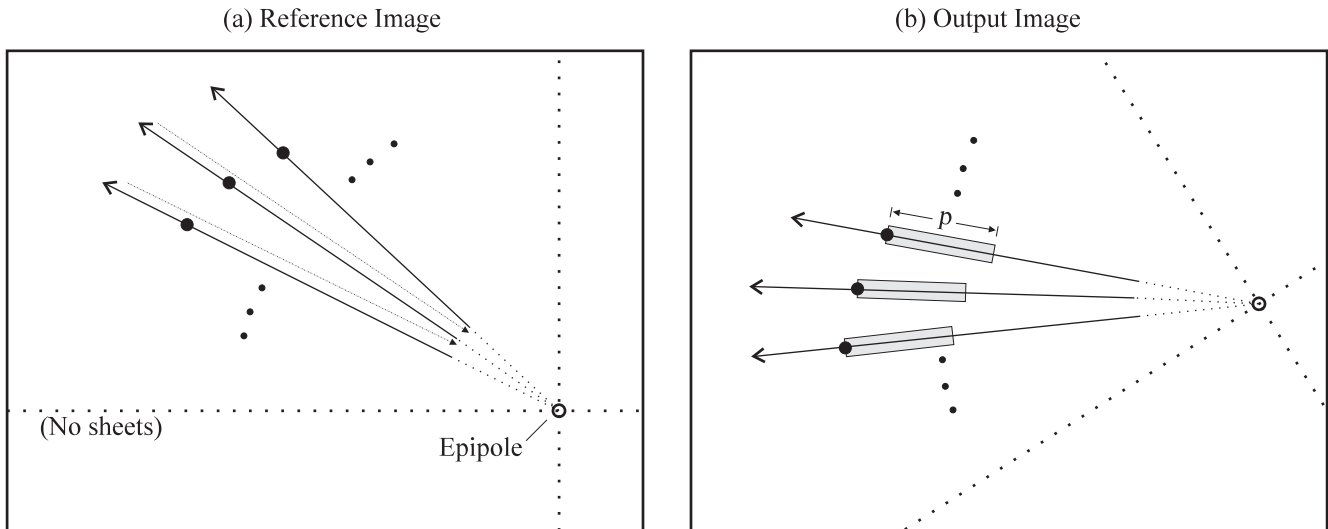 (a) Reference Image
(b) Output Image
p
(No sheets)
Epipole